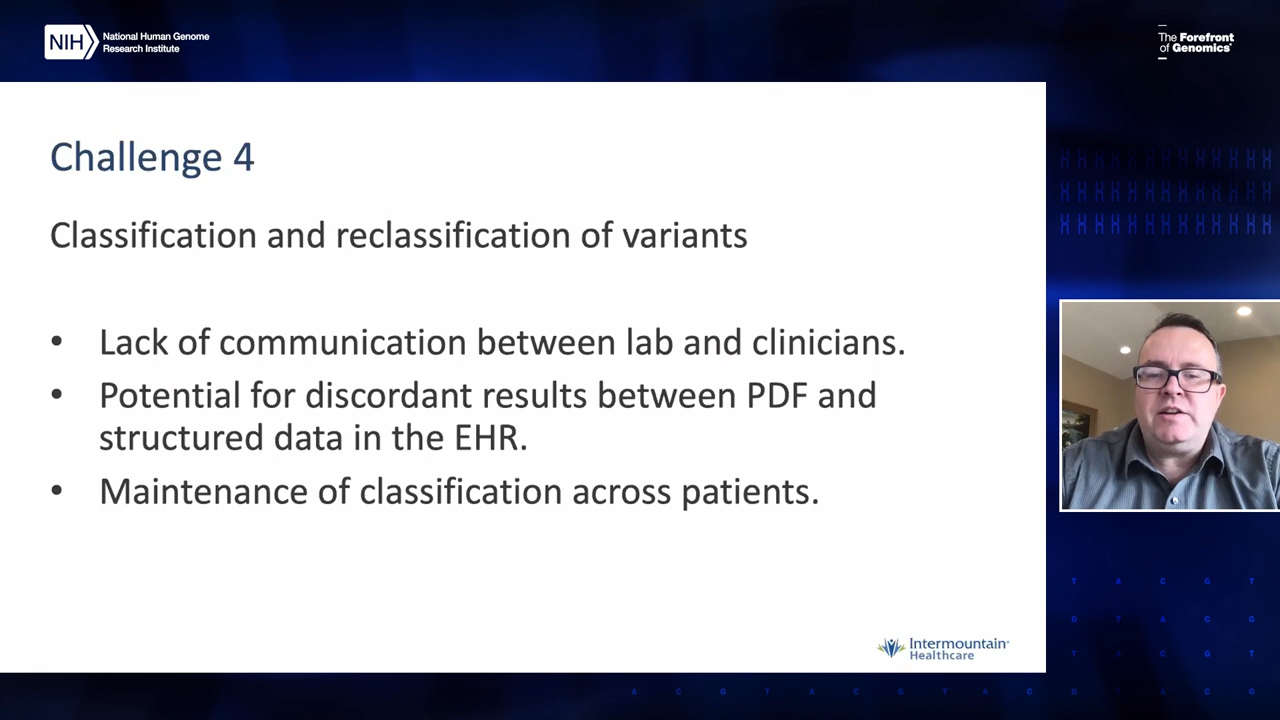 NIH
National Human Genome
Research Institute
The Forefront
of Genomics®
Challenge 4
Classification and reclassification of variants
• Lack of communication between lab and clinicians.
• Potential for discordant results between PDF and
structured data in the EHR.
• Maintenance of classification across patients.
Intermountain®
Healthcare
T A C G T
G T A C G
T A C G T
A C G T A C G T A C G T A C G